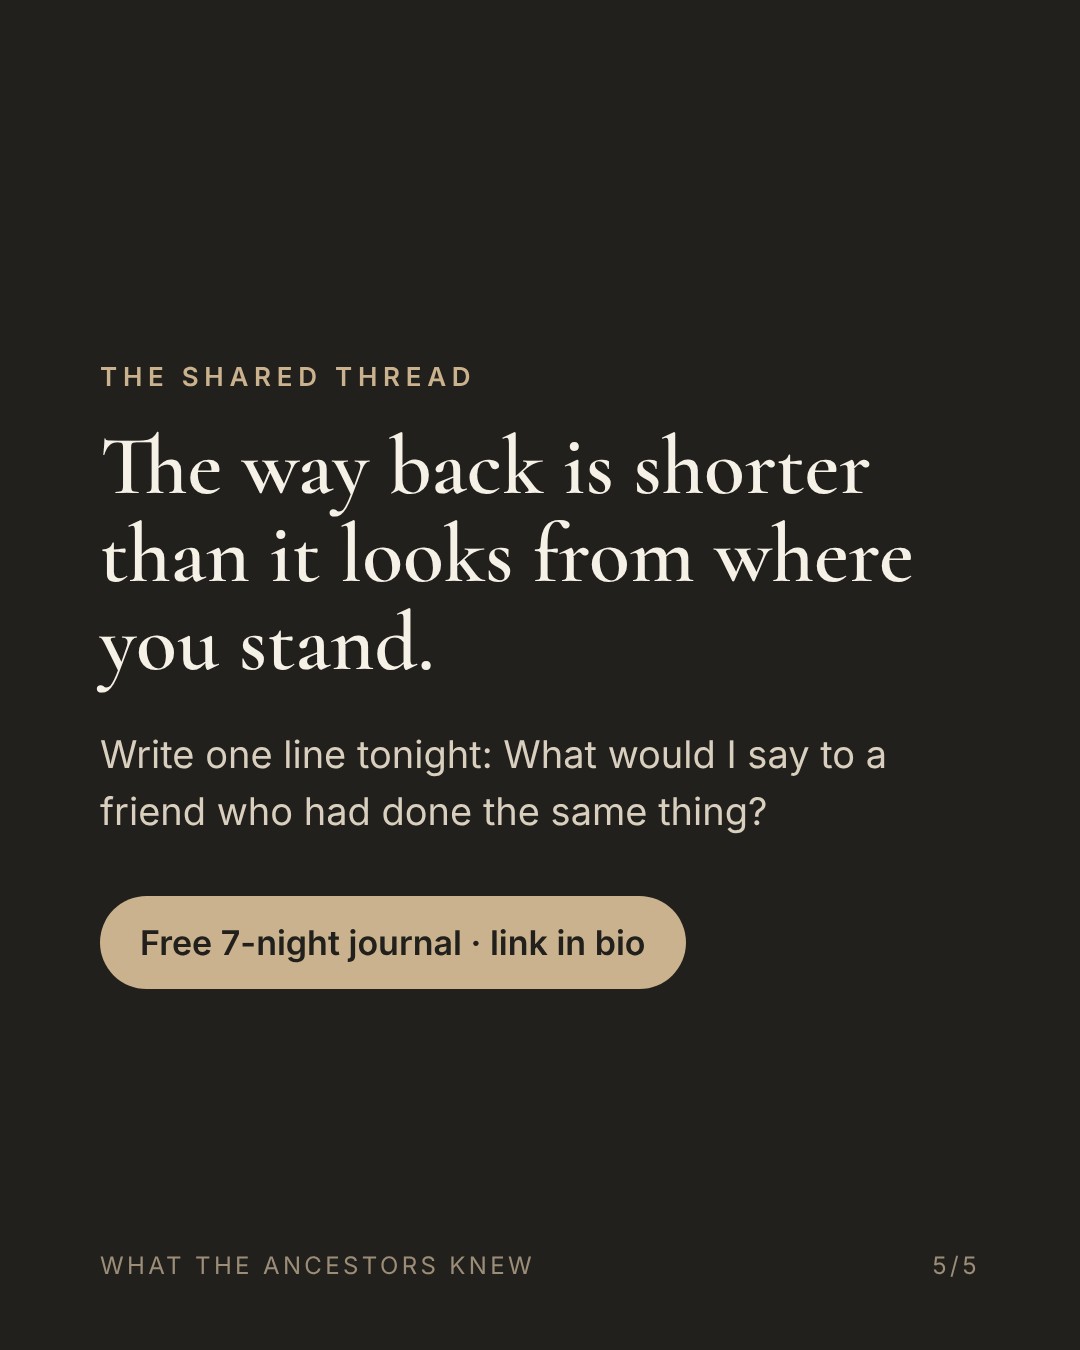 THE SHARED THREAD
The way back is shorter
than it looks from where
you stand.
Write one line tonight: What would I say to a
friend who had done the same thing?
Free 7-night journal · link in bio
WHAT THE ANCESTORS KNEW
5/5